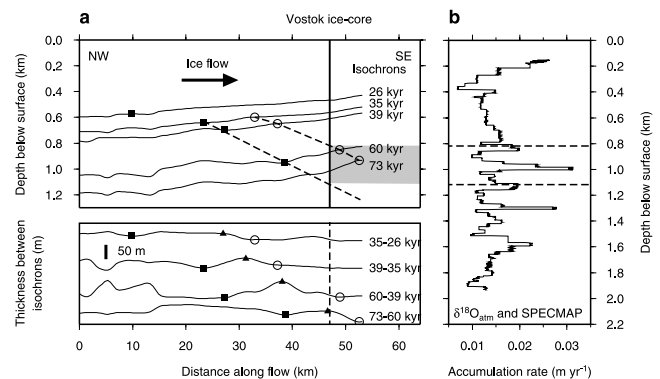 Vostok ice-core
a
b
NW
SE
Ice flow
Isochrons
26 kyr
35 kyr
39 kyr
60 kyr
73 kyr
Depth below surface (km)
0.0
0.2
0.4
0.6
0.8
1.0
1.2
Thickness between
isochrons (m)
50 m
35-26 kyr
39-35 kyr
60-39 kyr
73-60 kyr
0 10 20 30 40 50 60
Distance along flow (km)
0.0
0.2
0.4
0.6
0.8
1.0
1.2
1.4
1.6
1.8
2.0
2.2
Depth below surface (km)
δ¹⁸Oatm and SPECMAP
0.01 0.02 0.03
Accumulation rate (m yr⁻¹)